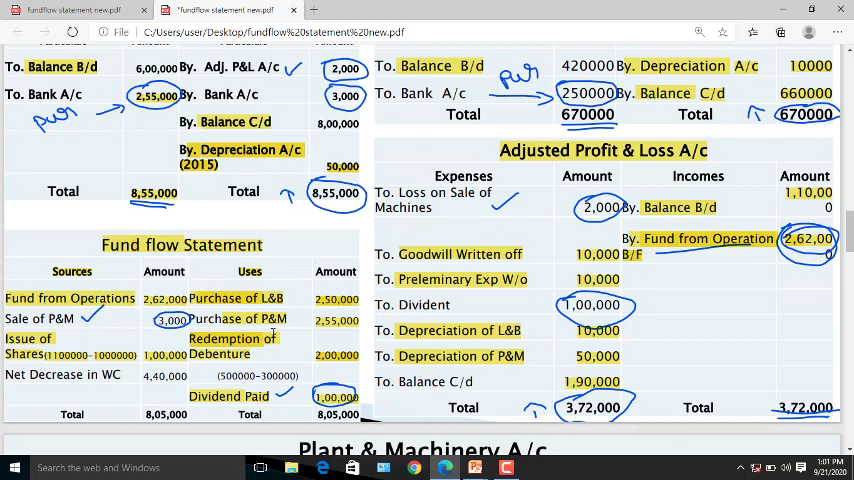 fundflow statement new.pdf
*fundflow statement new.pdf
File
C:/Users/user/Desktop/fundflow%20statement%20new.pdf
To. Balance B/d 6,00,000 By. Adj. P&L A/c 2,000
To. Bank A/c 2,55,000 By. Bank A/c 3,000
pur
By. Balance C/d 8,00,000
By. Depreciation A/c
(2015) 50,000
Total 8,55,000 Total 8,55,000
To. Balance B/d 420000 By. Depreciation A/c 10000
pur
To. Bank A/c 250000 By. Balance C/d 660000
Total 670000 Total 670000
Adjusted Profit & Loss A/c
Expenses Amount Incomes Amount
To. Loss on Sale of
Machines 2,000 By. Balance B/d 1,10,00
0
By. Fund from Operation 2,62,00
To. Goodwill Written off 10,000 B/F 0
To. Preleminary Exp W/o 10,000
To. Divident 1,00,000
To. Depreciation of L&B 10,000
To. Depreciation of P&M 50,000
To. Balance C/d 1,90,000
Total 3,72,000 Total 3,72,000
Fund flow Statement
Sources Amount Uses Amount
Fund from Operations 2,62,000 Purchase of L&B 2,50,000
Sale of P&M 3,000 Purchase of P&M 2,55,000
Issue of Redemption of
Shares(1100000-1000000) 1,00,000 Debenture 2,00,000
Net Decrease in WC 4,40,000 (500000-300000)
Dividend Paid 1,00,000
Total 8,05,000 Total 8,05,000
Plant & Machinery A/c
Search the web and Windows
1:01 PM
9/21/2020